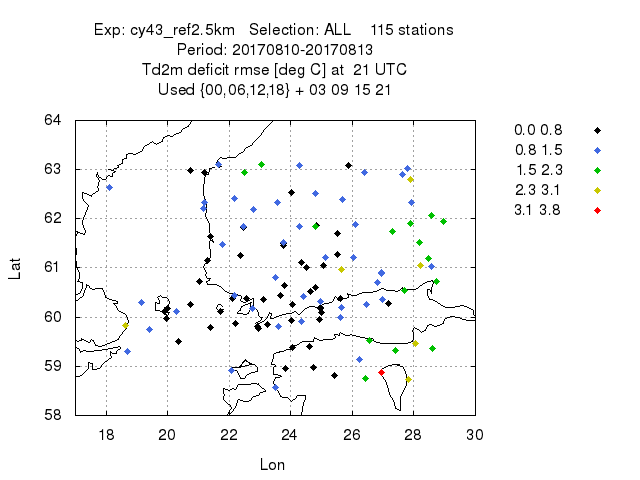 Exp: cy43_ref2.5km Selection: ALL 115 stations
Period: 20170810-20170813
Td2m deficit rmse [deg C] at 21 UTC
Used {00,06,12,18} + 03 09 15 21
64
63
62
61
60
59
58
Lat
18 20 22 24 26 28 30
Lon
0.0 0.8
0.8 1.5
1.5 2.3
2.3 3.1
3.1 3.8